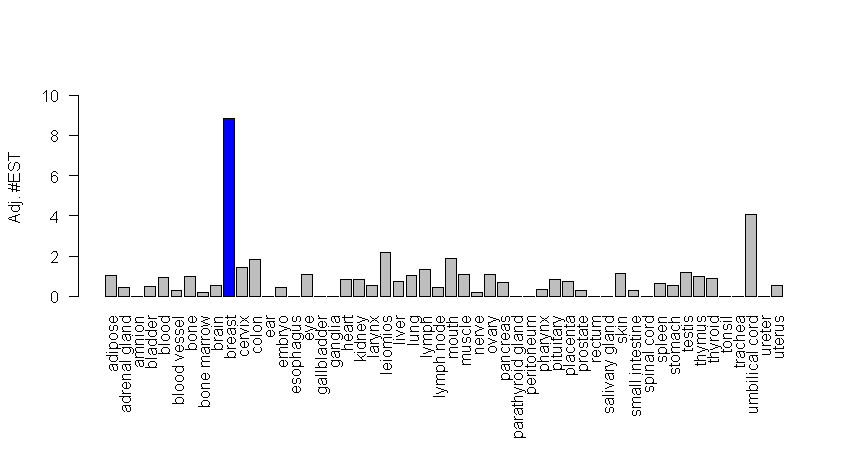 Adj. #EST
10
8
6
4
2
0
adipose
adrenal gland
amnion
bladder
blood
blood vessel
bone
bone marrow
brain
breast
cervix
colon
ear
embryo
esophagus
eye
gallbladder
ganglia
heart
kidney
larynx
leiomios
liver
lung
lymph
lymph node
mouth
muscle
nerve
ovary
pancreas
parathyroid gland
peritoneum
pharynx
pituitary
placenta
prostate
rectum
salivary gland
skin
small intestine
spinal cord
spleen
stomach
testis
thymus
thyroid
tonsil
trachea
umbilical cord
ureter
uterus